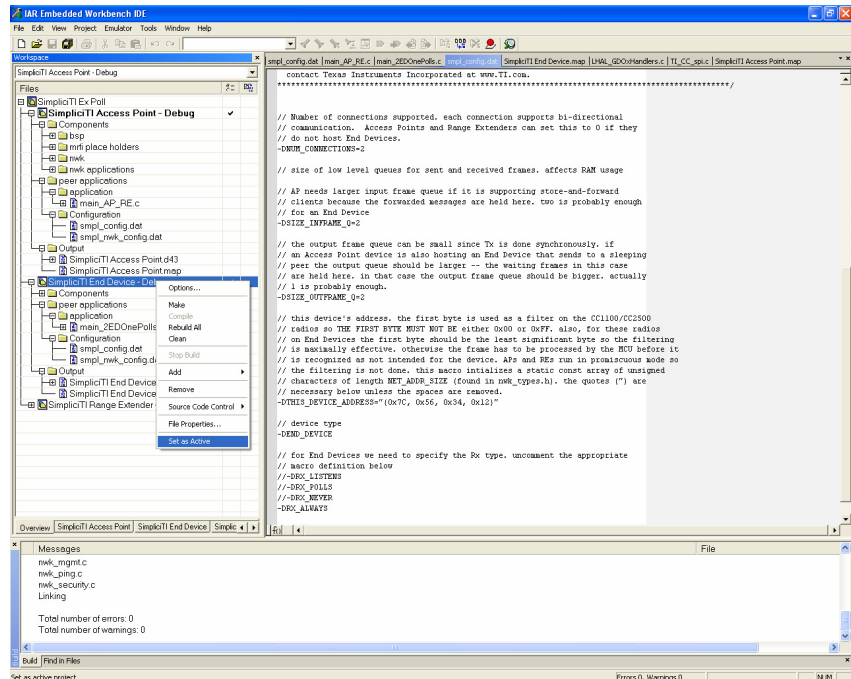 IAR Embedded Workbench IDE
File Edit View Project Emulator Tools Window Help
Workspace
SimpliciTI Access Point - Debug
Files
SimpliciTI Ex Poll
SimpliciTI Access Point - Debug
Components
bsp
mrfi place holders
nwk
nwk applications
peer applications
application
main_AP_RE.c
Configuration
smpl_config.dat
smpl_nwk_config.dat
Output
SimpliciTI Access Point.d43
SimpliciTI Access Point.map
SimpliciTI End Device - Deb
Components
peer applications
application
main_2EDOnePolls
Configuration
smpl_config.dat
smpl_nwk_config.d
Output
SimpliciTI End Device
SimpliciTI End Device
SimpliciTI Range Extender
Options...
Make
Compile
Rebuild All
Clean
Stop Build
Add
Remove
Source Code Control
File Properties...
Set as Active
Overview SimpliciTI Access Point SimpliciTI End Device Simplic
smpl_config.dat | main_AP_RE.c | main_2EDOnePolls.c | smpl_config.dat | SimpliciTI End Device.map | LHAL_GDOxHandlers.c | TI_CC_spi.c | SimpliciTI Access Point.map
contact Texas Instruments Incorporated at www.TI.com.
// Number of connections supported. each connection supports bi-directional
// communication. Access Points and Range Extenders can set this to 0 if they
// do not host End Devices.
-DNUM_CONNECTIONS=2
// size of low level queues for sent and received frames. affects RAM usage
// AP needs larger input frame queue if it is supporting store-and-forward
// clients because the forwarded messages are held here. two is probably enough
// for an End Device
-DSIZE_INFRAME_Q=2
// the output frame queue can be small since Tx is done synchronously. if
// an Access Point device is also hosting an End Device that sends to a sleeping
// peer the output queue should be larger -- the waiting frames in this case
// are held here. in that case the output frame queue should be bigger. actually
// 1 is probably enough.
-DSIZE_OUTFRAME_Q=2
// this device's address. the first byte is used as a filter on the CC1100/CC2500
// radios so THE FIRST BYTE MUST NOT BE either 0x00 or 0xFF. also, for these radios
// on End Devices the first byte should be the least significant byte so the filtering
// is maximally effective. otherwise the frame has to be processed by the MCU before it
// is recognized as not intended for the device. APs and REs run in promiscuous mode so
// the filtering is not done. this macro intializes a static const array of unsigned
// characters of length NET_ADDR_SIZE (found in nwk_types.h). the quotes (") are
// necessary below unless the spaces are removed.
-DTHIS_DEVICE_ADDRESS="{0x7C, 0x56, 0x34, 0x12}"
// device type
-DEND_DEVICE
// for End Devices we need to specify the Rx type. uncomment the appropriate
// macro definition below
//-DRX_LISTENS
//-DRX_POLLS
//-DRX_NEVER
-DRX_ALWAYS
Messages File
nwk_mgmt.c
nwk_ping.c
nwk_security.c
Linking
Total number of errors: 0
Total number of warnings: 0
Build
Build Find in Files
Set as active project Errors 0, Warnings 0 NUM